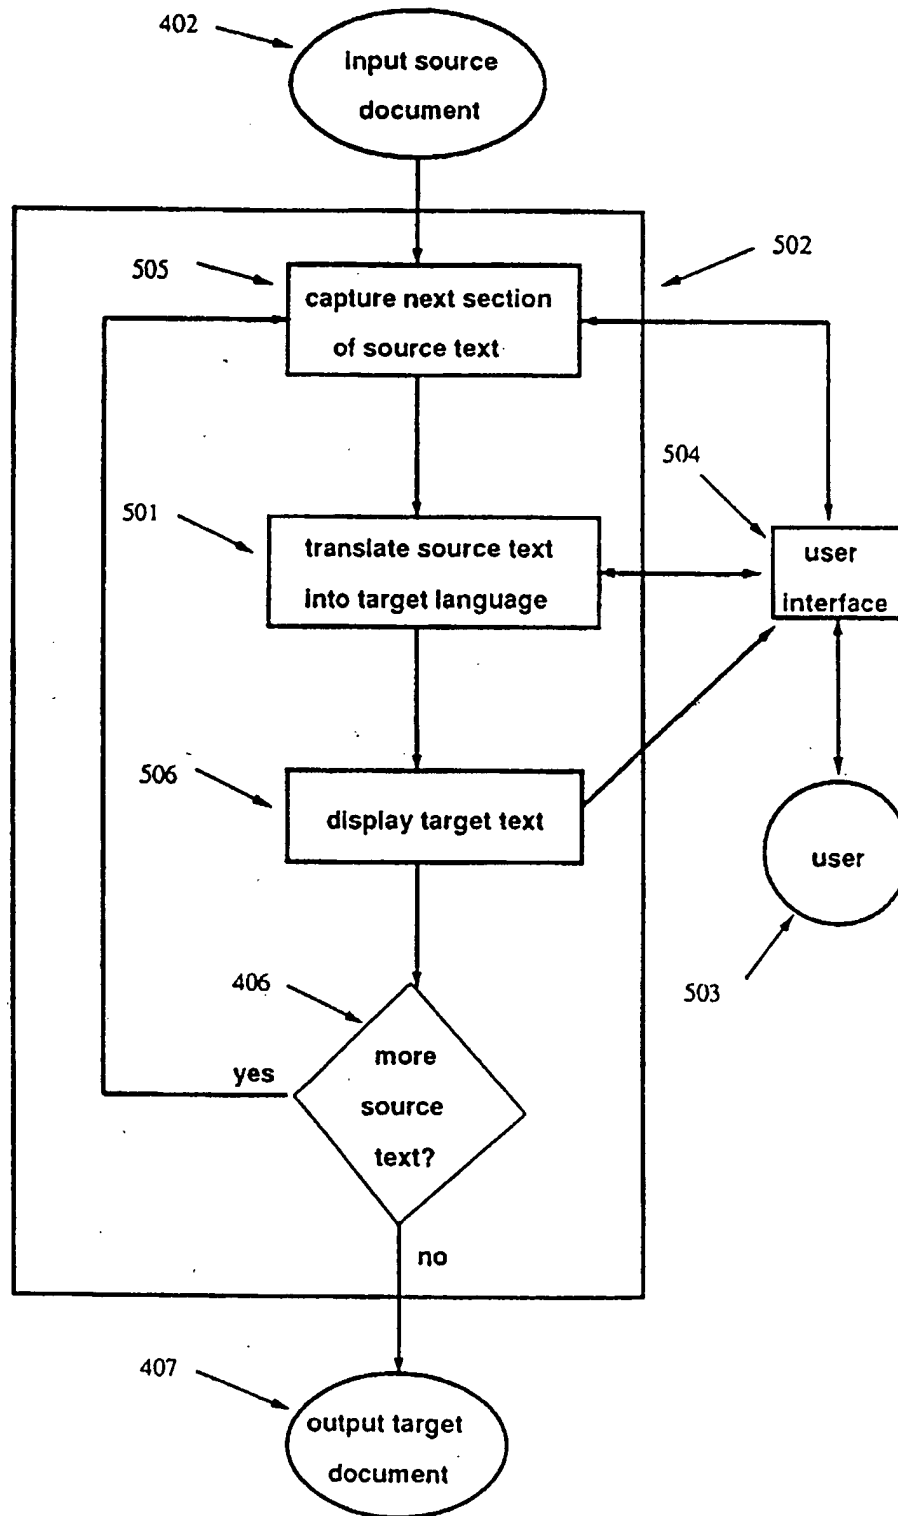 402
input source
document
505
502
capture next section
of source text
504
501
translate source text
into target language
user
interface
506
display target text
user
503
406
more
source
text?
yes
no
407
output target
document